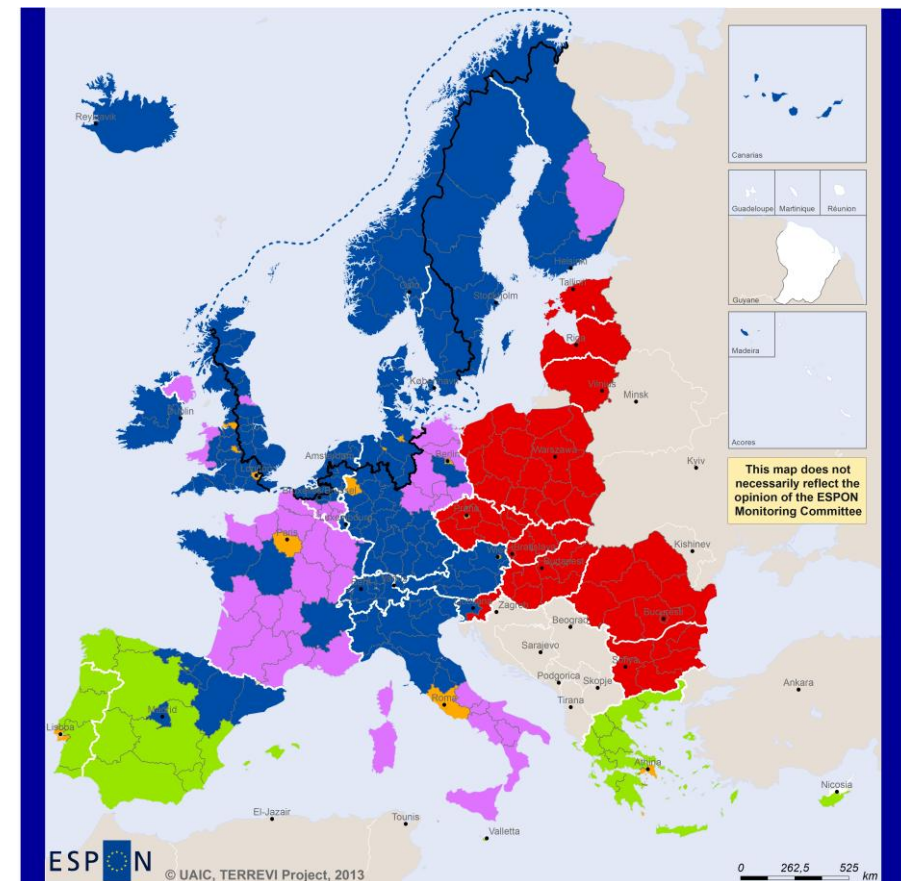 Reykjavik
Canarias
Guadeloupe
Martinique
Réunion
Guyane
Madeira
Acores
This map does not
necessarily reflect the
opinion of the ESPON
Monitoring Committee
Oslo
Helsinki
Tallinn
Stockholm
Riga
København
Vilnius
Minsk
Dublin
Amsterdam
Berlin
Warszawa
Kyiv
Paris
Praha
Kishinev
Budapest
Zagreb
Beograd
Bucuresti
Sarajevo
Sofiya
Podgorica
Skopje
Tirana
Ankara
Madrid
Roma
Lisboa
Athina
Nicosia
El-Jazair
Tounis
Valletta
ESPON
© UAIC, TERREVI Project, 2013
0 262,5 525
km